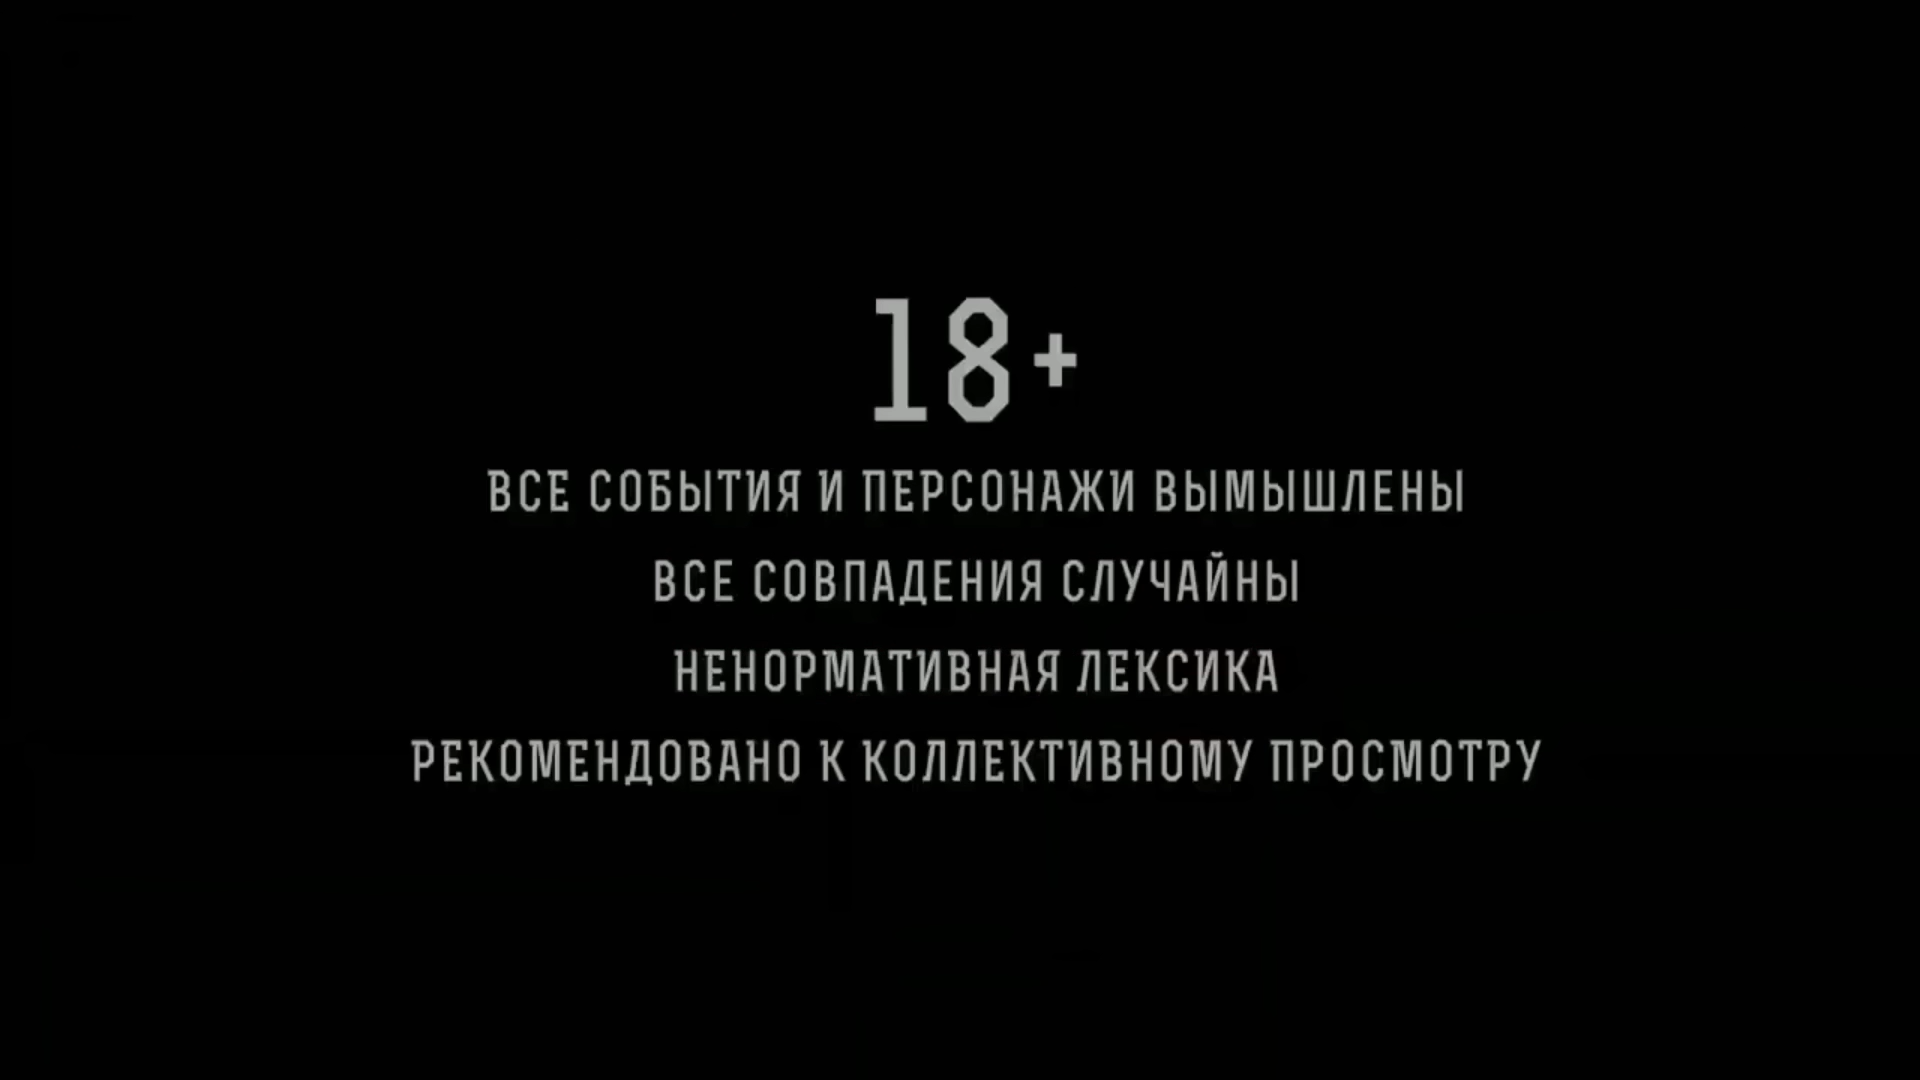 18+
ВСЕ СОБЫТИЯ И ПЕРСОНАЖИ ВЫМЫШЛЕНЫ
ВСЕ СОВПАДЕНИЯ СЛУЧАЙНЫ
НЕНОРМАТИВНАЯ ЛЕКСИКА
РЕКОМЕНДОВАНО К КОЛЛЕКТИВНОМУ ПРОСМОТРУ